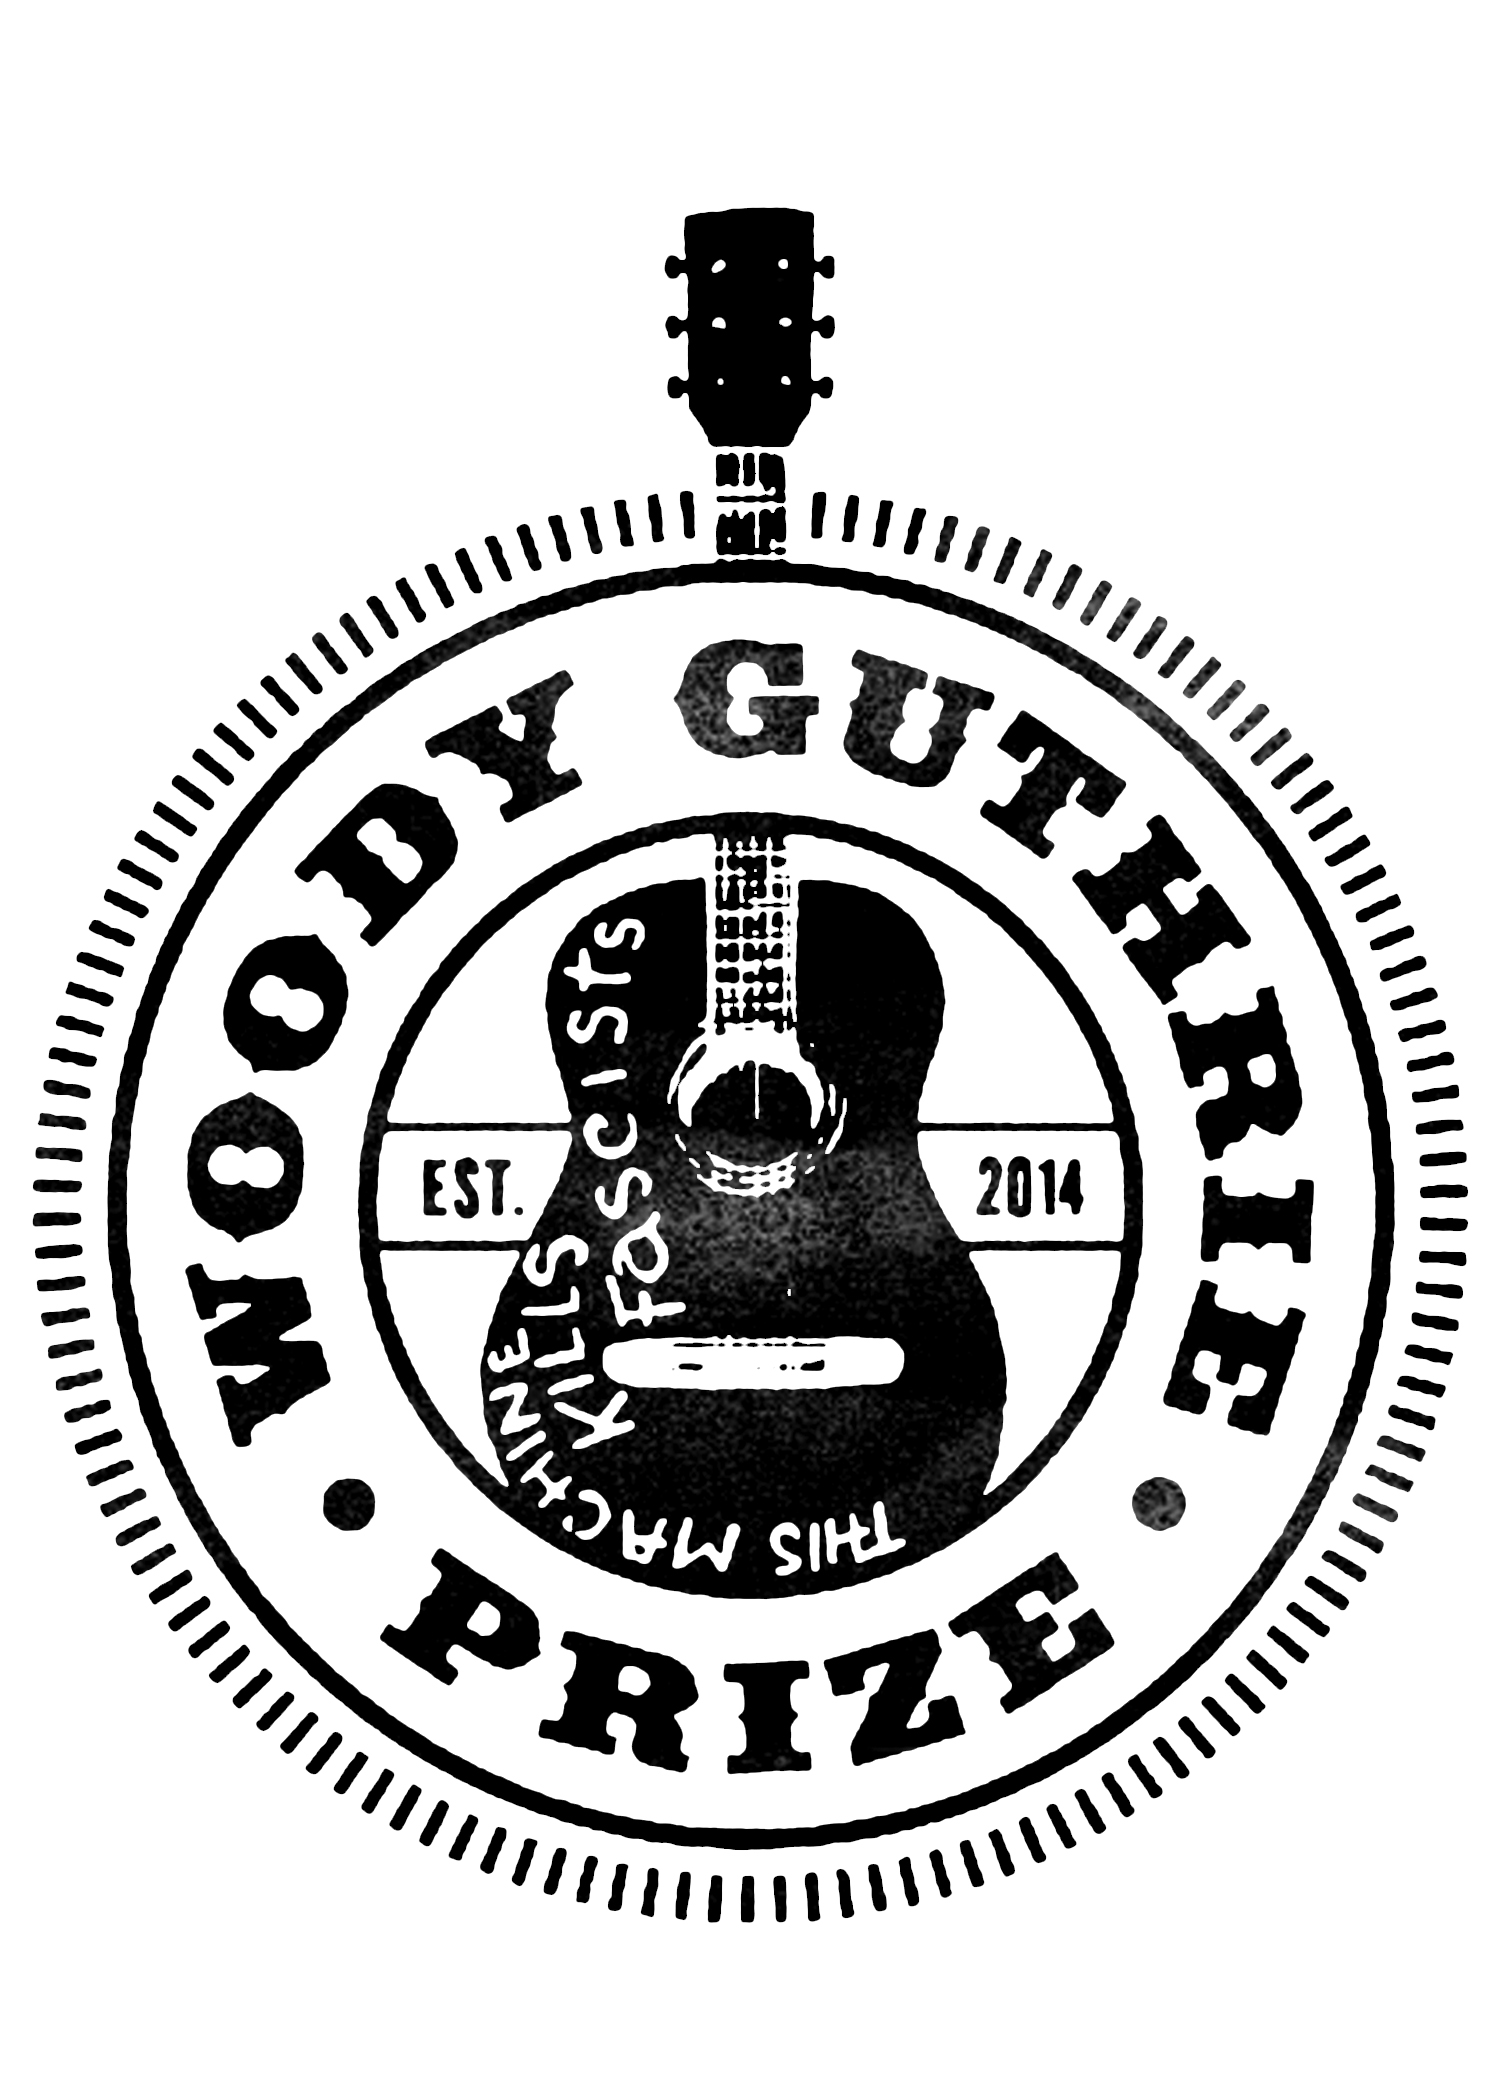 WOODY GUTHRIE
EST. 2014
THIS MACHINE
KILLS
FASCISTS
• PRIZE •